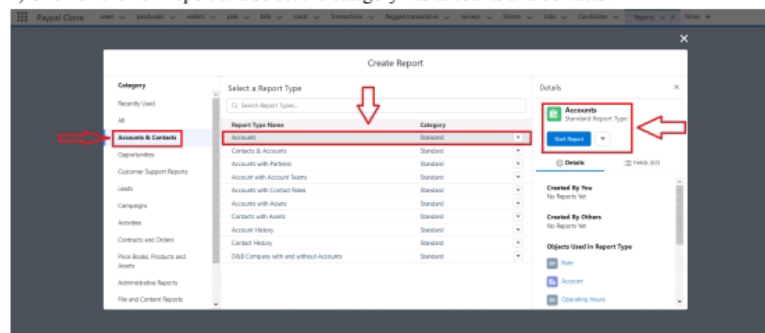 Paypal Clone
users
passbooks
wallets
pnb
bills
cards
Transactions
flagged transactions
surveys
Smalls
Jobs
Candidates
More
Create Report
Category
Recently Used
All
Accounts & Contacts
Opportunities
Customer Support Reports
Leads
Campaigns
Activities
Contracts and Orders
Price Books, Products and
Assets
Administrative Reports
File and Content Reports
Select a Report Type
Search Report Types...
Report Type Name Category
Accounts Standard
Contacts & Accounts Standard
Accounts with Partners Standard
Account with Account Teams Standard
Accounts with Contact Roles Standard
Accounts with Assets Standard
Contacts with Assets Standard
Account History Standard
Contact History Standard
D&B Company with and without Accounts Standard
Details
Accounts
Standard Report Type
Start Report
Details Fields (63)
Created By You
No Reports Yet
Created By Others
No Reports Yet
Objects Used in Report Type
Role
Account
Operating Hours